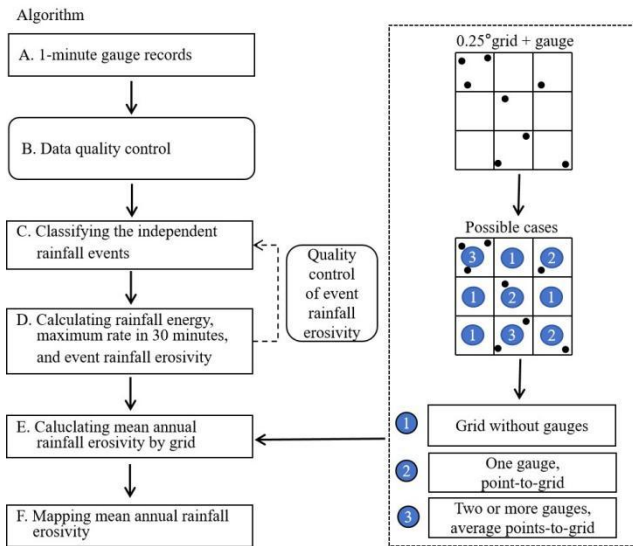 Algorithm
A. 1-minute gauge records
B. Data quality control
C. Classifying the independent
rainfall events
D. Calculating rainfall energy,
maximum rate in 30 minutes,
and event rainfall erosivity
Quality
control
of event
rainfall
erosivity
E. Caluclating mean annual
rainfall erosivity by grid
F. Mapping mean annual rainfall
erosivity
0.25°grid + gauge
Possible cases
3 1 2
1 2 1
1 3 2
1 Grid without gauges
2 One gauge,
point-to-grid
3 Two or more gauges,
average points-to-grid